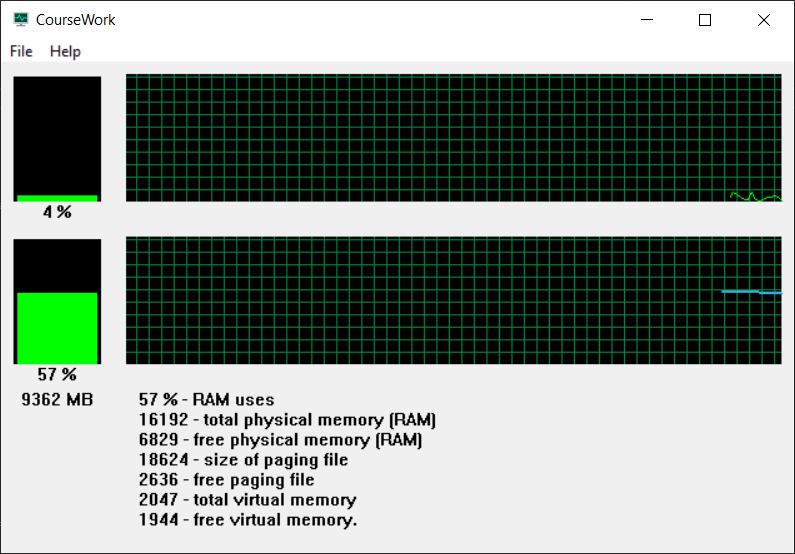 CourseWork
File Help
4 %
57 %
9362 MB
57 % - RAM uses
16192 - total physical memory (RAM)
6829 - free physical memory (RAM)
18624 - size of paging file
2636 - free paging file
2047 - total virtual memory
1944 - free virtual memory.